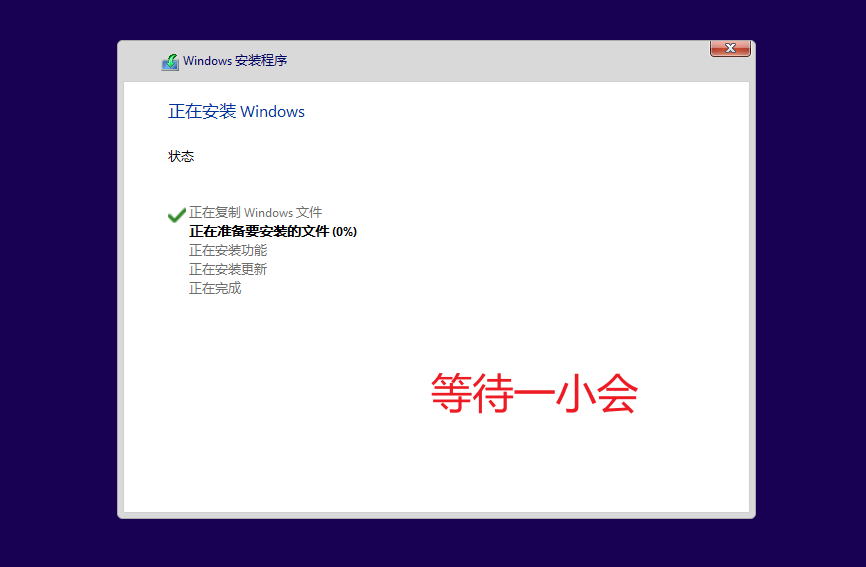 Windows 安装程序
正在安装 Windows
状态
正在复制 Windows 文件
正在准备要安装的文件 (0%)
正在安装功能
正在安装更新
正在完成
等待一小会